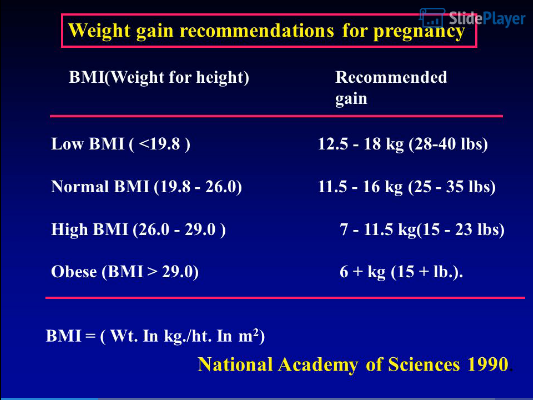 SlidePlayer
Weight gain recommendations for pregnancy
BMI(Weight for height) Recommended
gain
Low BMI ( <19.8 ) 12.5 - 18 kg (28-40 lbs)
Normal BMI (19.8 - 26.0) 11.5 - 16 kg (25 - 35 lbs)
High BMI (26.0 - 29.0 ) 7 - 11.5 kg(15 - 23 lbs)
Obese (BMI > 29.0) 6 + kg (15 + lb.).
BMI = ( Wt. In kg./ht. In m²)
National Academy of Sciences 1990